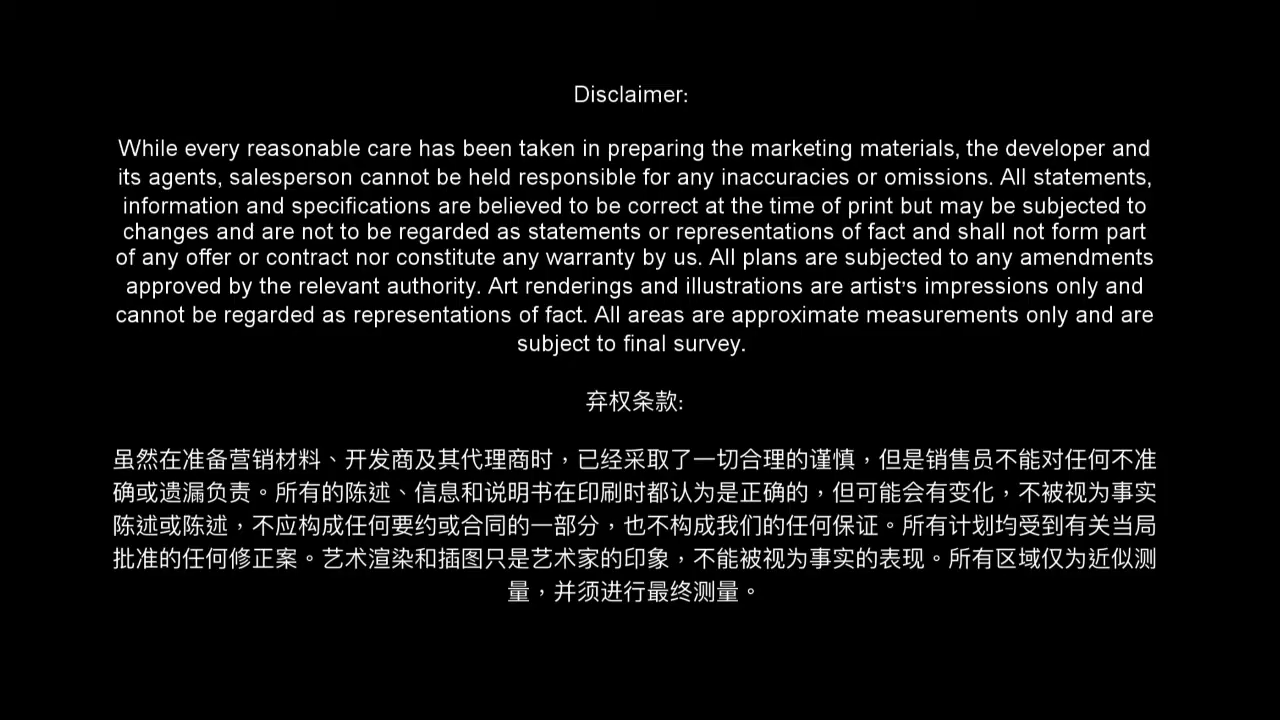 Disclaimer:
While every reasonable care has been taken in preparing the marketing materials, the developer and
its agents, salesperson cannot be held responsible for any inaccuracies or omissions. All statements,
information and specifications are believed to be correct at the time of print but may be subjected to
changes and are not to be regarded as statements or representations of fact and shall not form part
of any offer or contract nor constitute any warranty by us. All plans are subjected to any amendments
approved by the relevant authority. Art renderings and illustrations are artist's impressions only and
cannot be regarded as representations of fact. All areas are approximate measurements only and are
subject to final survey.
弃权条款:
虽然在准备营销材料、开发商及其代理商时，已经采取了一切合理的谨慎，但是销售员不能对任何不准
确或遗漏负责。所有的陈述、信息和说明书在印刷时都认为是正确的，但可能会有变化，不被视为事实
陈述或陈述，不应构成任何要约或合同的一部分，也不构成我们的任何保证。所有计划均受到有关当局
批准的任何修正案。艺术渲染和插图只是艺术家的印象，不能被视为事实的表现。所有区域仅为近似测
量，并须进行最终测量。